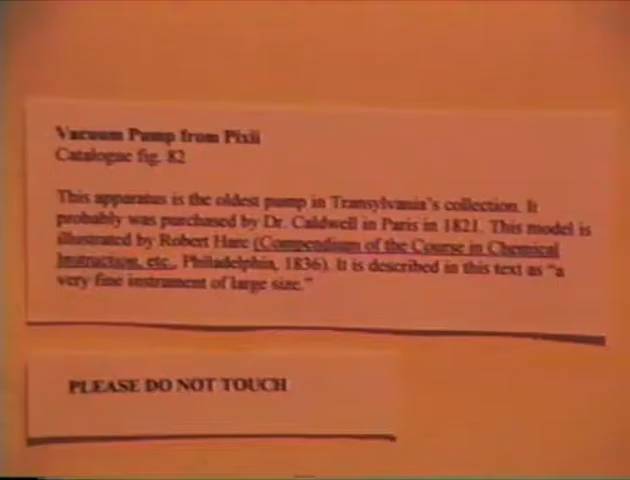 Vacuum Pump from Pixii
Catalogue fig. 82
This apparatus is the oldest pump in Transylvania's collection. It
probably was purchased by Dr. Caldwell in Paris in 1821. This model is
illustrated by Robert Hare (Compendium of the Course in Chemical
Instruction, etc., Philadelphia, 1836). It is described in this text as "a
very fine instrument of large size."
PLEASE DO NOT TOUCH